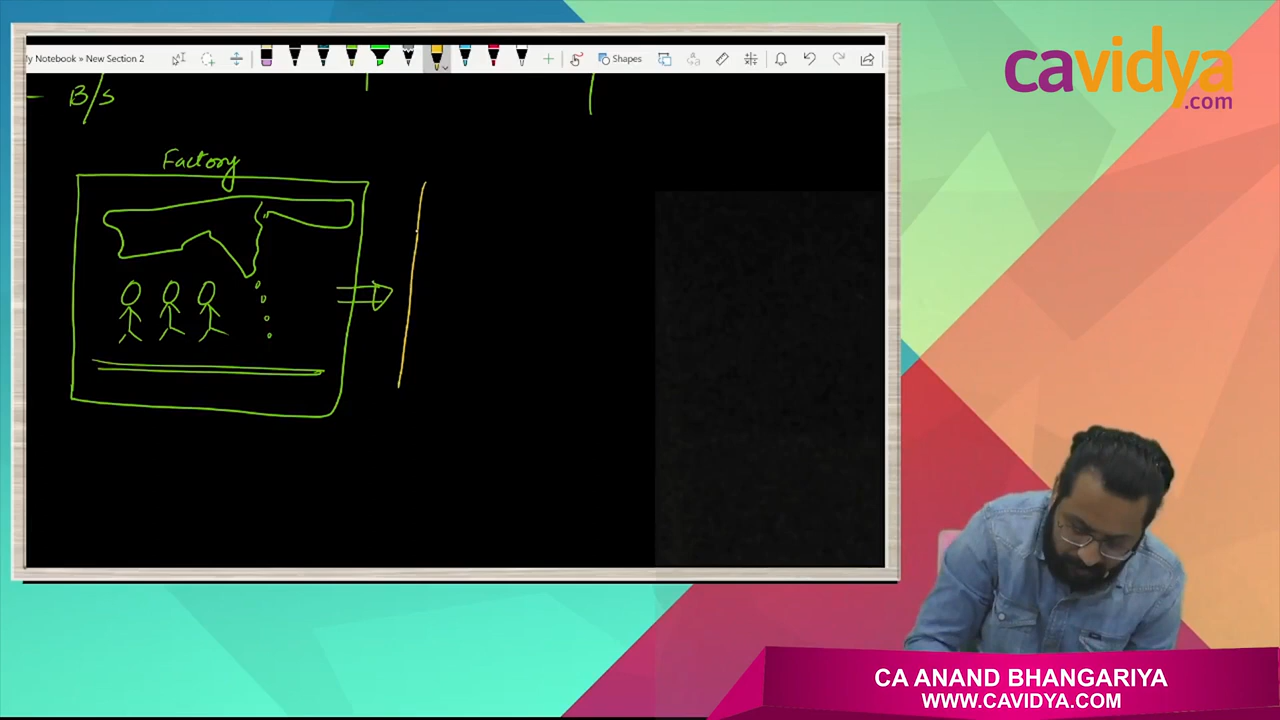 cavidya
.com
y Notebook » New Section 2
Shapes
B/s
Factory
CA ANAND BHANGARIYA
WWW.CAVIDYA.COM